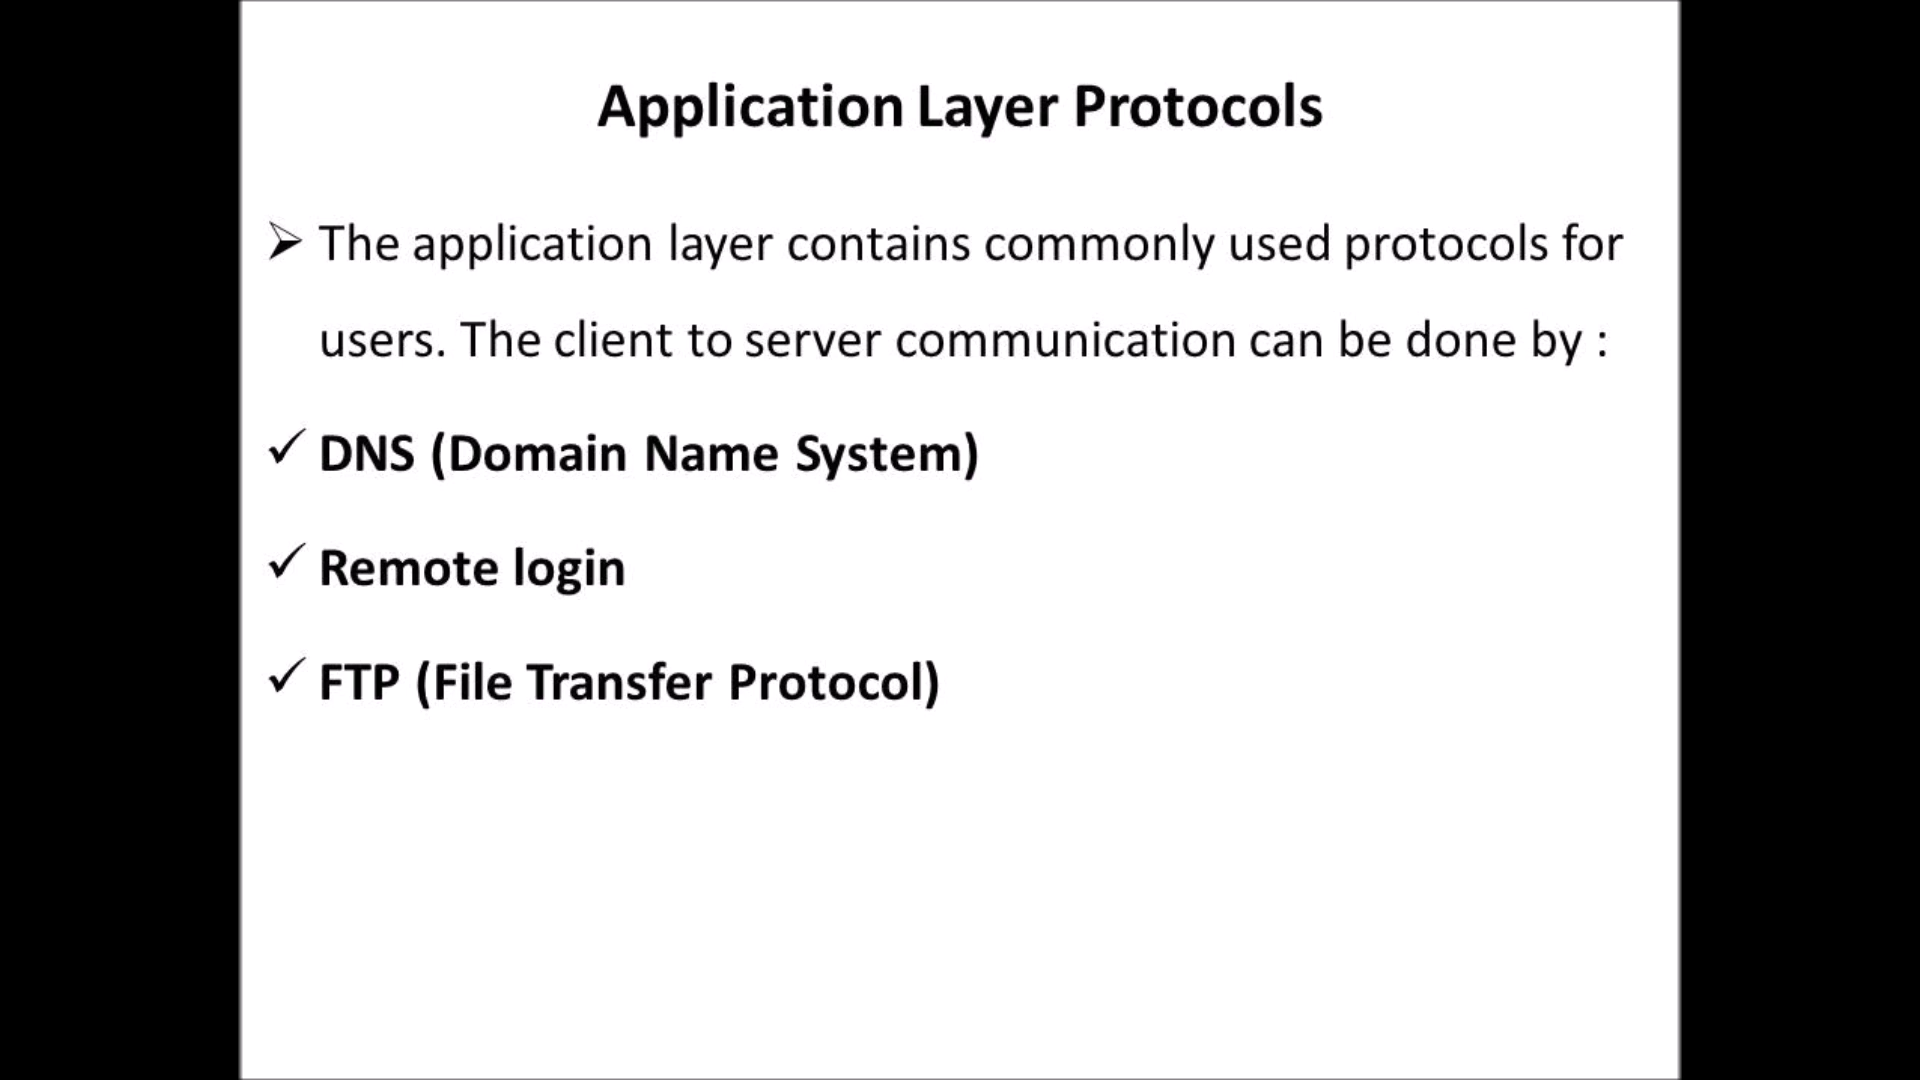 Application Layer Protocols
The application layer contains commonly used protocols for
users. The client to server communication can be done by :
DNS (Domain Name System)
Remote login
FTP (File Transfer Protocol)